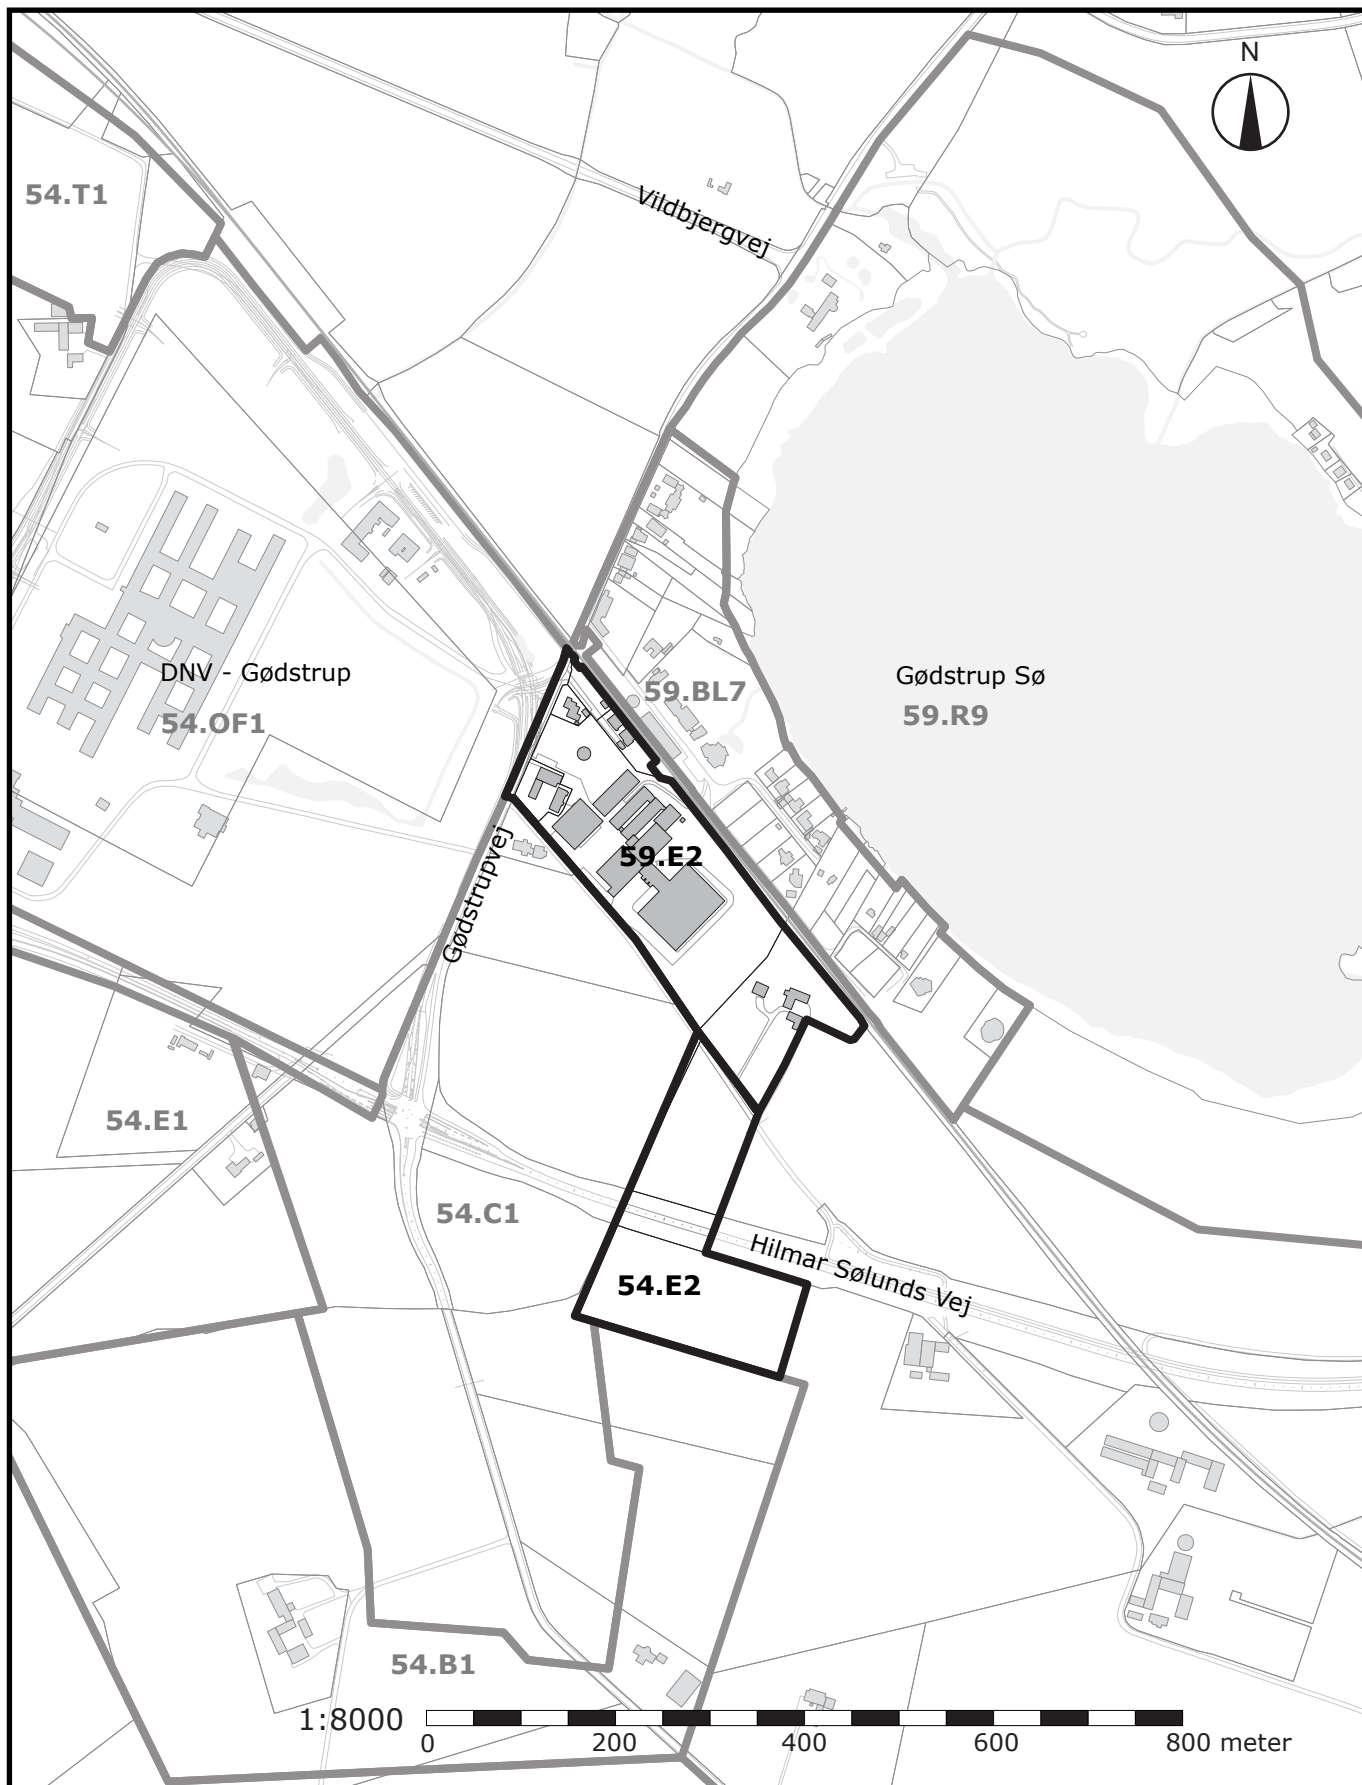 N
54.T1
Vildbjergvej
DNV - Gødstrup
54.OF1
59.BL7
Gødstrup Sø
59.R9
59.E2
Gødstrupvej
54.E1
54.C1
Hilmar Sølunds Vej
54.E2
54.B1
1:8000
0 200 400 600 800 meter